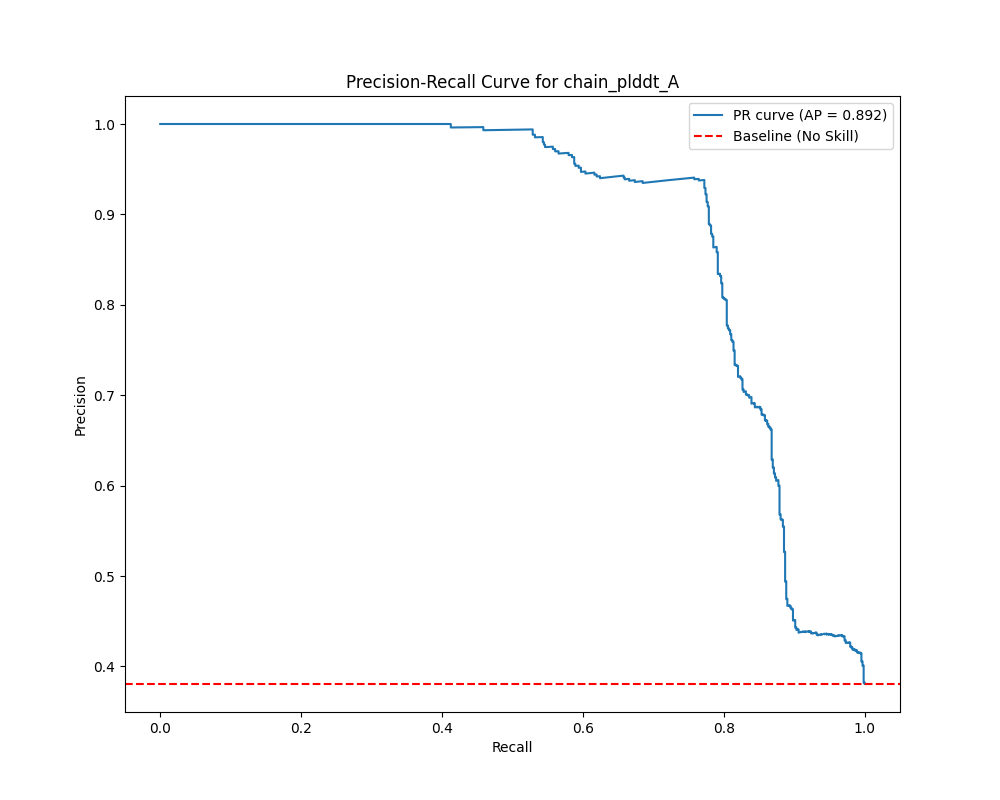 Precision-Recall Curve for chain_plddt_A
PR curve (AP = 0.892)
Baseline (No Skill)
Precision
1.0
0.9
0.8
0.7
0.6
0.5
0.4
0.0 0.2 0.4 0.6 0.8 1.0
Recall